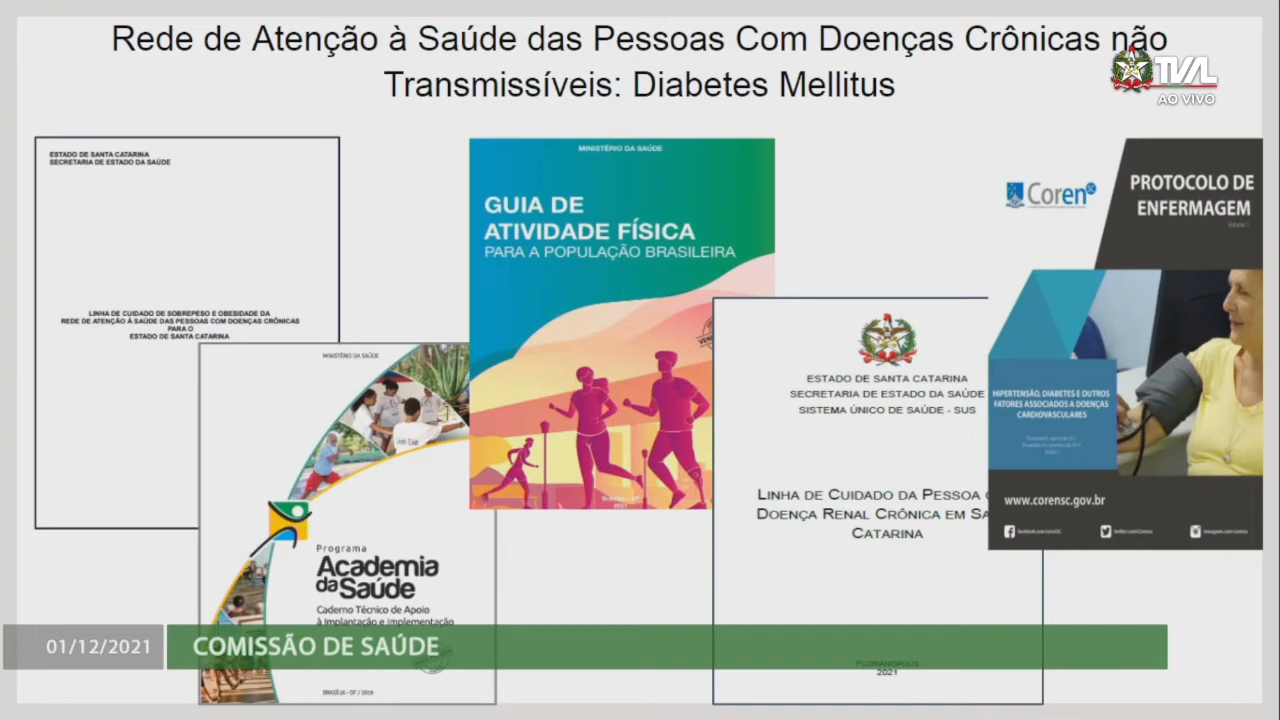 Rede de Atenção à Saúde das Pessoas Com Doenças Crônicas não
Transmissíveis: Diabetes Mellitus
TVAL
AO VIVO
ESTADO DE SANTA CATARINA
SECRETARIA DE ESTADO DA SAÚDE
LINHA DE CUIDADO DE SOBREPESO E OBESIDADE DA
REDE DE ATENÇÃO À SAÚDE DAS PESSOAS COM DOENÇAS CRÔNICAS
PARA O
ESTADO DE SANTA CATARINA
MINISTÉRIO DA SAÚDE
Programa
Academia
da Saúde
Caderno Técnico de Apoio
à Implantação e Implementação
BRASÍLIA - DF / 2019
MINISTÉRIO DA SAÚDE
GUIA DE
ATIVIDADE FÍSICA
PARA A POPULAÇÃO BRASILEIRA
Brasília - DF
2021
ESTADO DE SANTA CATARINA
SECRETARIA DE ESTADO DA SAÚDE
SISTEMA ÚNICO DE SAÚDE - SUS
LINHA DE CUIDADO DA PESSOA
DOENÇA RENAL CRÔNICA EM SA
CATARINA
FLORIANÓPOLIS
2021
Coren SC
PROTOCOLO DE
ENFERMAGEM
HIPERTENSÃO, DIABETES E OUTROS
FATORES ASSOCIADOS A DOENÇAS
CARDIOVASCULARES
www.corensc.gov.br
01/12/2021
COMISSÃO DE SAÚDE